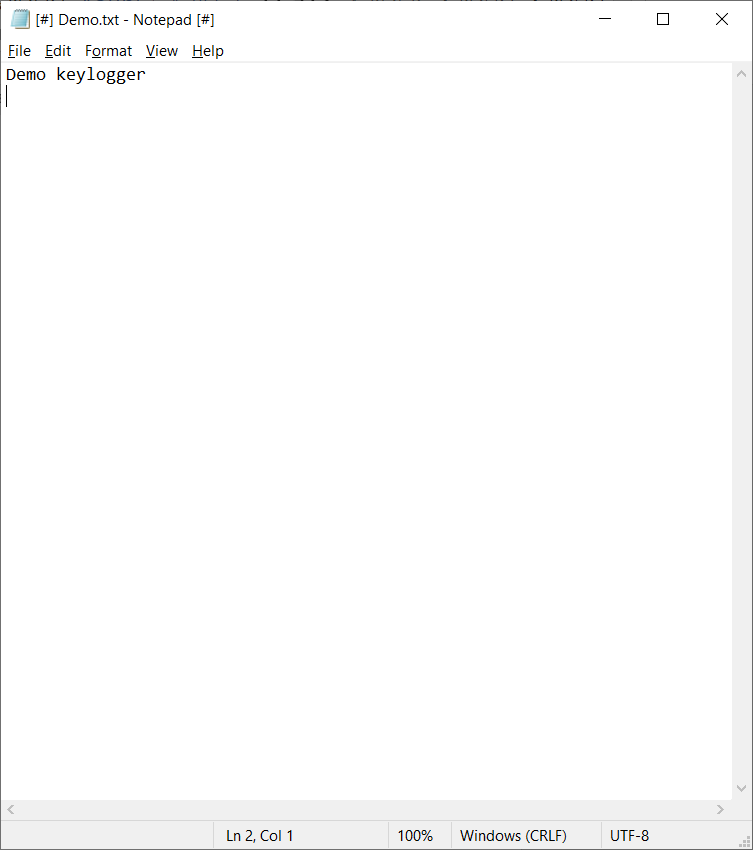 [#] Demo.txt - Notepad [#]
File Edit Format View Help
Demo keylogger
Ln 2, Col 1 100% Windows (CRLF) UTF-8